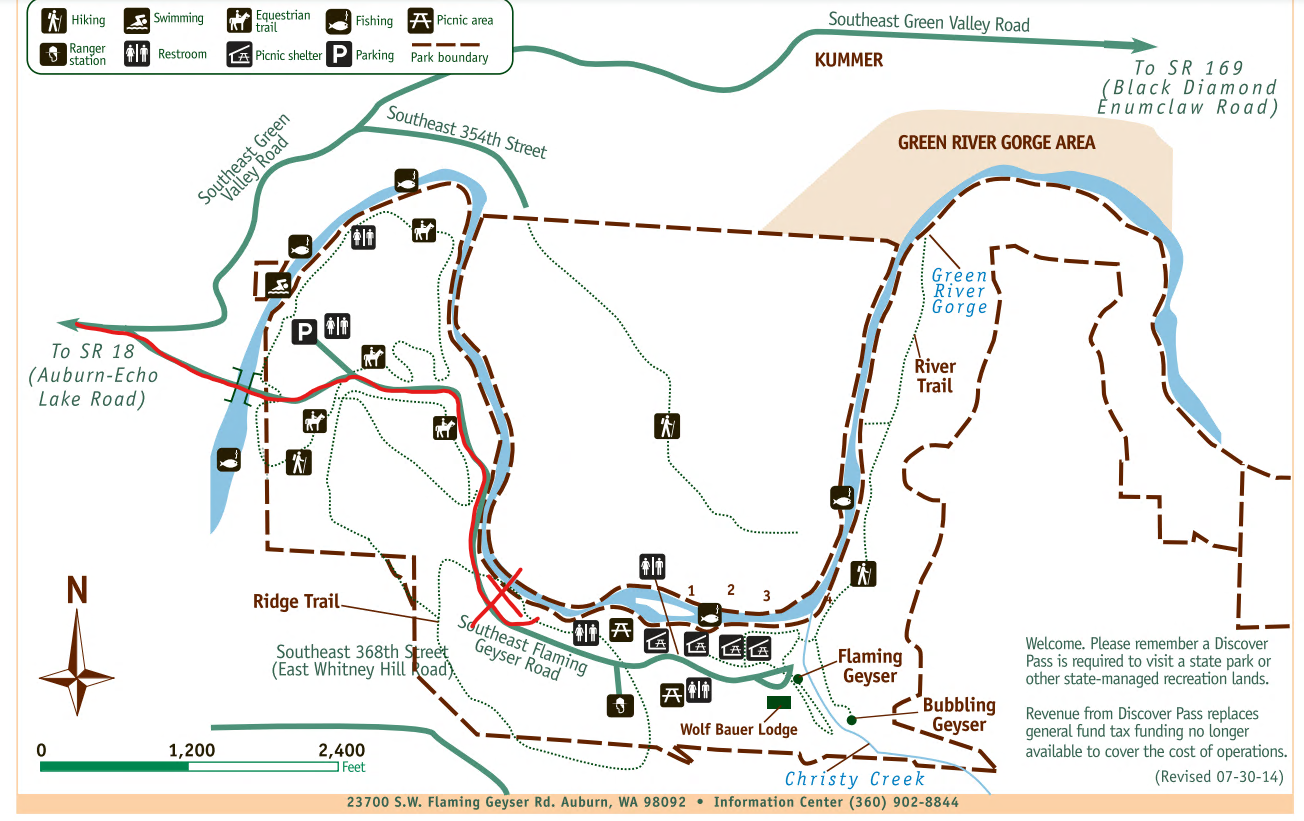 Hiking
Swimming
Equestrian
trail
Fishing
Picnic area
Ranger
station
Restroom
Picnic shelter
P
Parking
Park boundary
Southeast Green Valley Road
KUMMER
To SR 169
(Black Diamond
Enumclaw Road)
Southeast 354th Street
Southeast Green
Valley Road
GREEN RIVER GORGE AREA
Green
River
Gorge
To SR 18
(Auburn-Echo
Lake Road)
P
River
Trail
N
Ridge Trail
1
2
3
4
Southeast Flaming
Geyser Road
Southeast 368th Street
(East Whitney Hill Road)
Flaming
Geyser
Bubbling
Geyser
Wolf Bauer Lodge
Christy Creek
Welcome. Please remember a Discover
Pass is required to visit a state park or
other state-managed recreation lands.
Revenue from Discover Pass replaces
general fund tax funding no longer
available to cover the cost of operations.
(Revised 07-30-14)
0 1,200 2,400
Feet
23700 S.W. Flaming Geyser Rd. Auburn, WA 98092 • Information Center (360) 902-8844